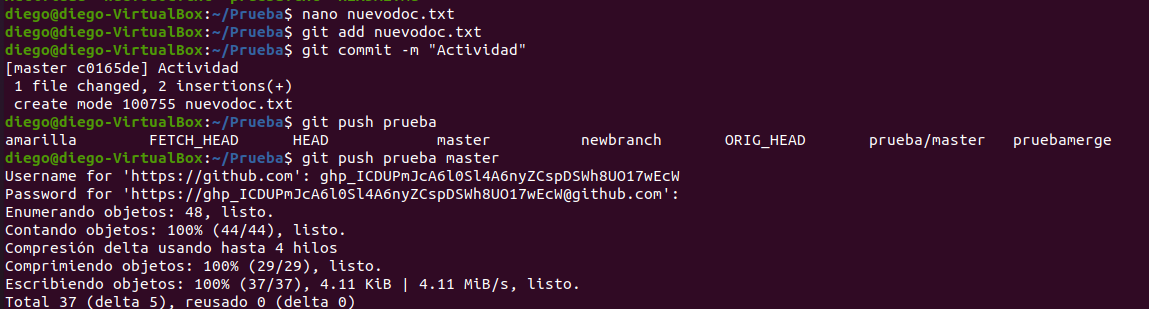 diego@diego-VirtualBox:~/Prueba$ nano nuevodoc.txt
diego@diego-VirtualBox:~/Prueba$ git add nuevodoc.txt
diego@diego-VirtualBox:~/Prueba$ git commit -m "Actividad"
[master c0165de] Actividad
1 file changed, 2 insertions(+)
create mode 100755 nuevodoc.txt
diego@diego-VirtualBox:~/Prueba$ git push prueba
amarilla FETCH_HEAD HEAD master newbranch ORIG_HEAD prueba/master pruebamerge
diego@diego-VirtualBox:~/Prueba$ git push prueba master
Username for 'https://github.com': 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
Password for 'https://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@github.com':
Enumerando objetos: 48, listo.
Contando objetos: 100% (44/44), listo.
Compresión delta usando hasta 4 hilos
Comprimiendo objetos: 100% (29/29), listo.
Escribiendo objetos: 100% (37/37), 4.11 KiB | 4.11 MiB/s, listo.
Total 37 (delta 5), reusado 0 (delta 0)